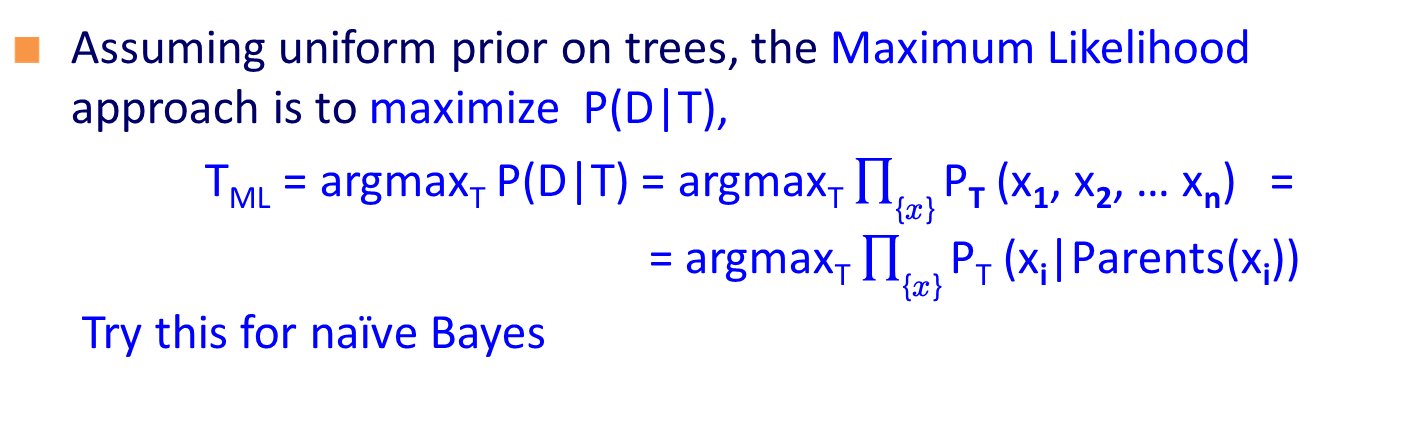 Assuming uniform prior on trees, the Maximum Likelihood
approach is to maximize P(D|T),
T_ML = argmax_T P(D|T) = argmax_T ∏_{x} P_T (x_1, x_2, … x_n) =
= argmax_T ∏_{x} P_T (x_i|Parents(x_i))
Try this for naïve Bayes